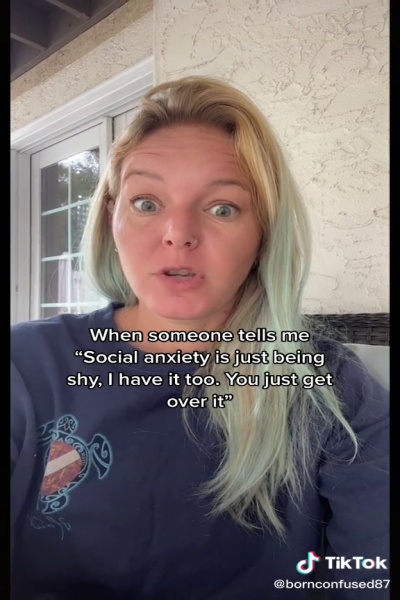 When someone tells me
“Social anxiety is just being
shy, I have it too. You just get
over it”
TikTok
@bornconfused87